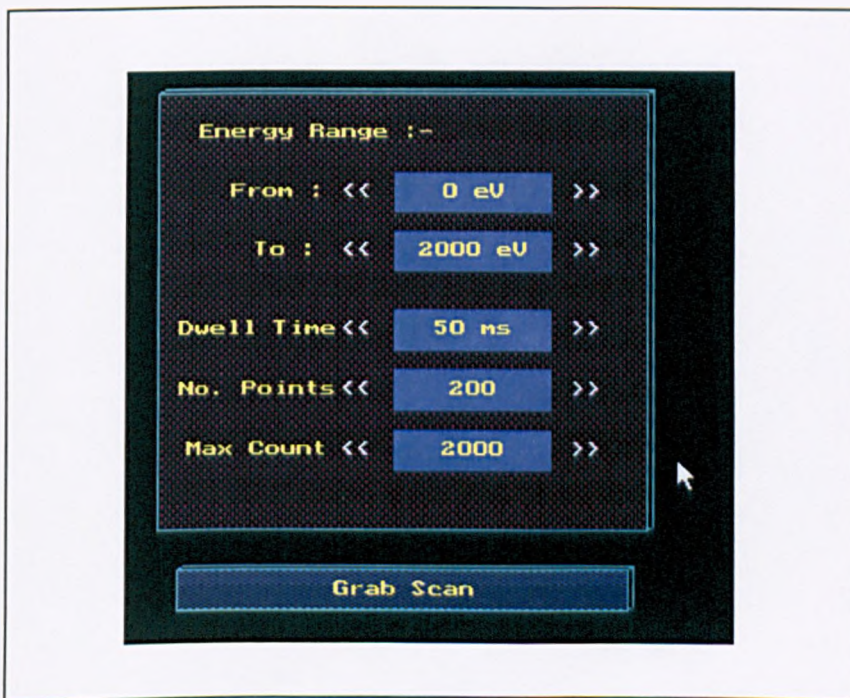 Energy Range :-
From : << 0 eV >>
To : << 2000 eV >>
Dwell Time << 50 ms >>
No. Points << 200 >>
Max Count << 2000 >>
Grab Scan